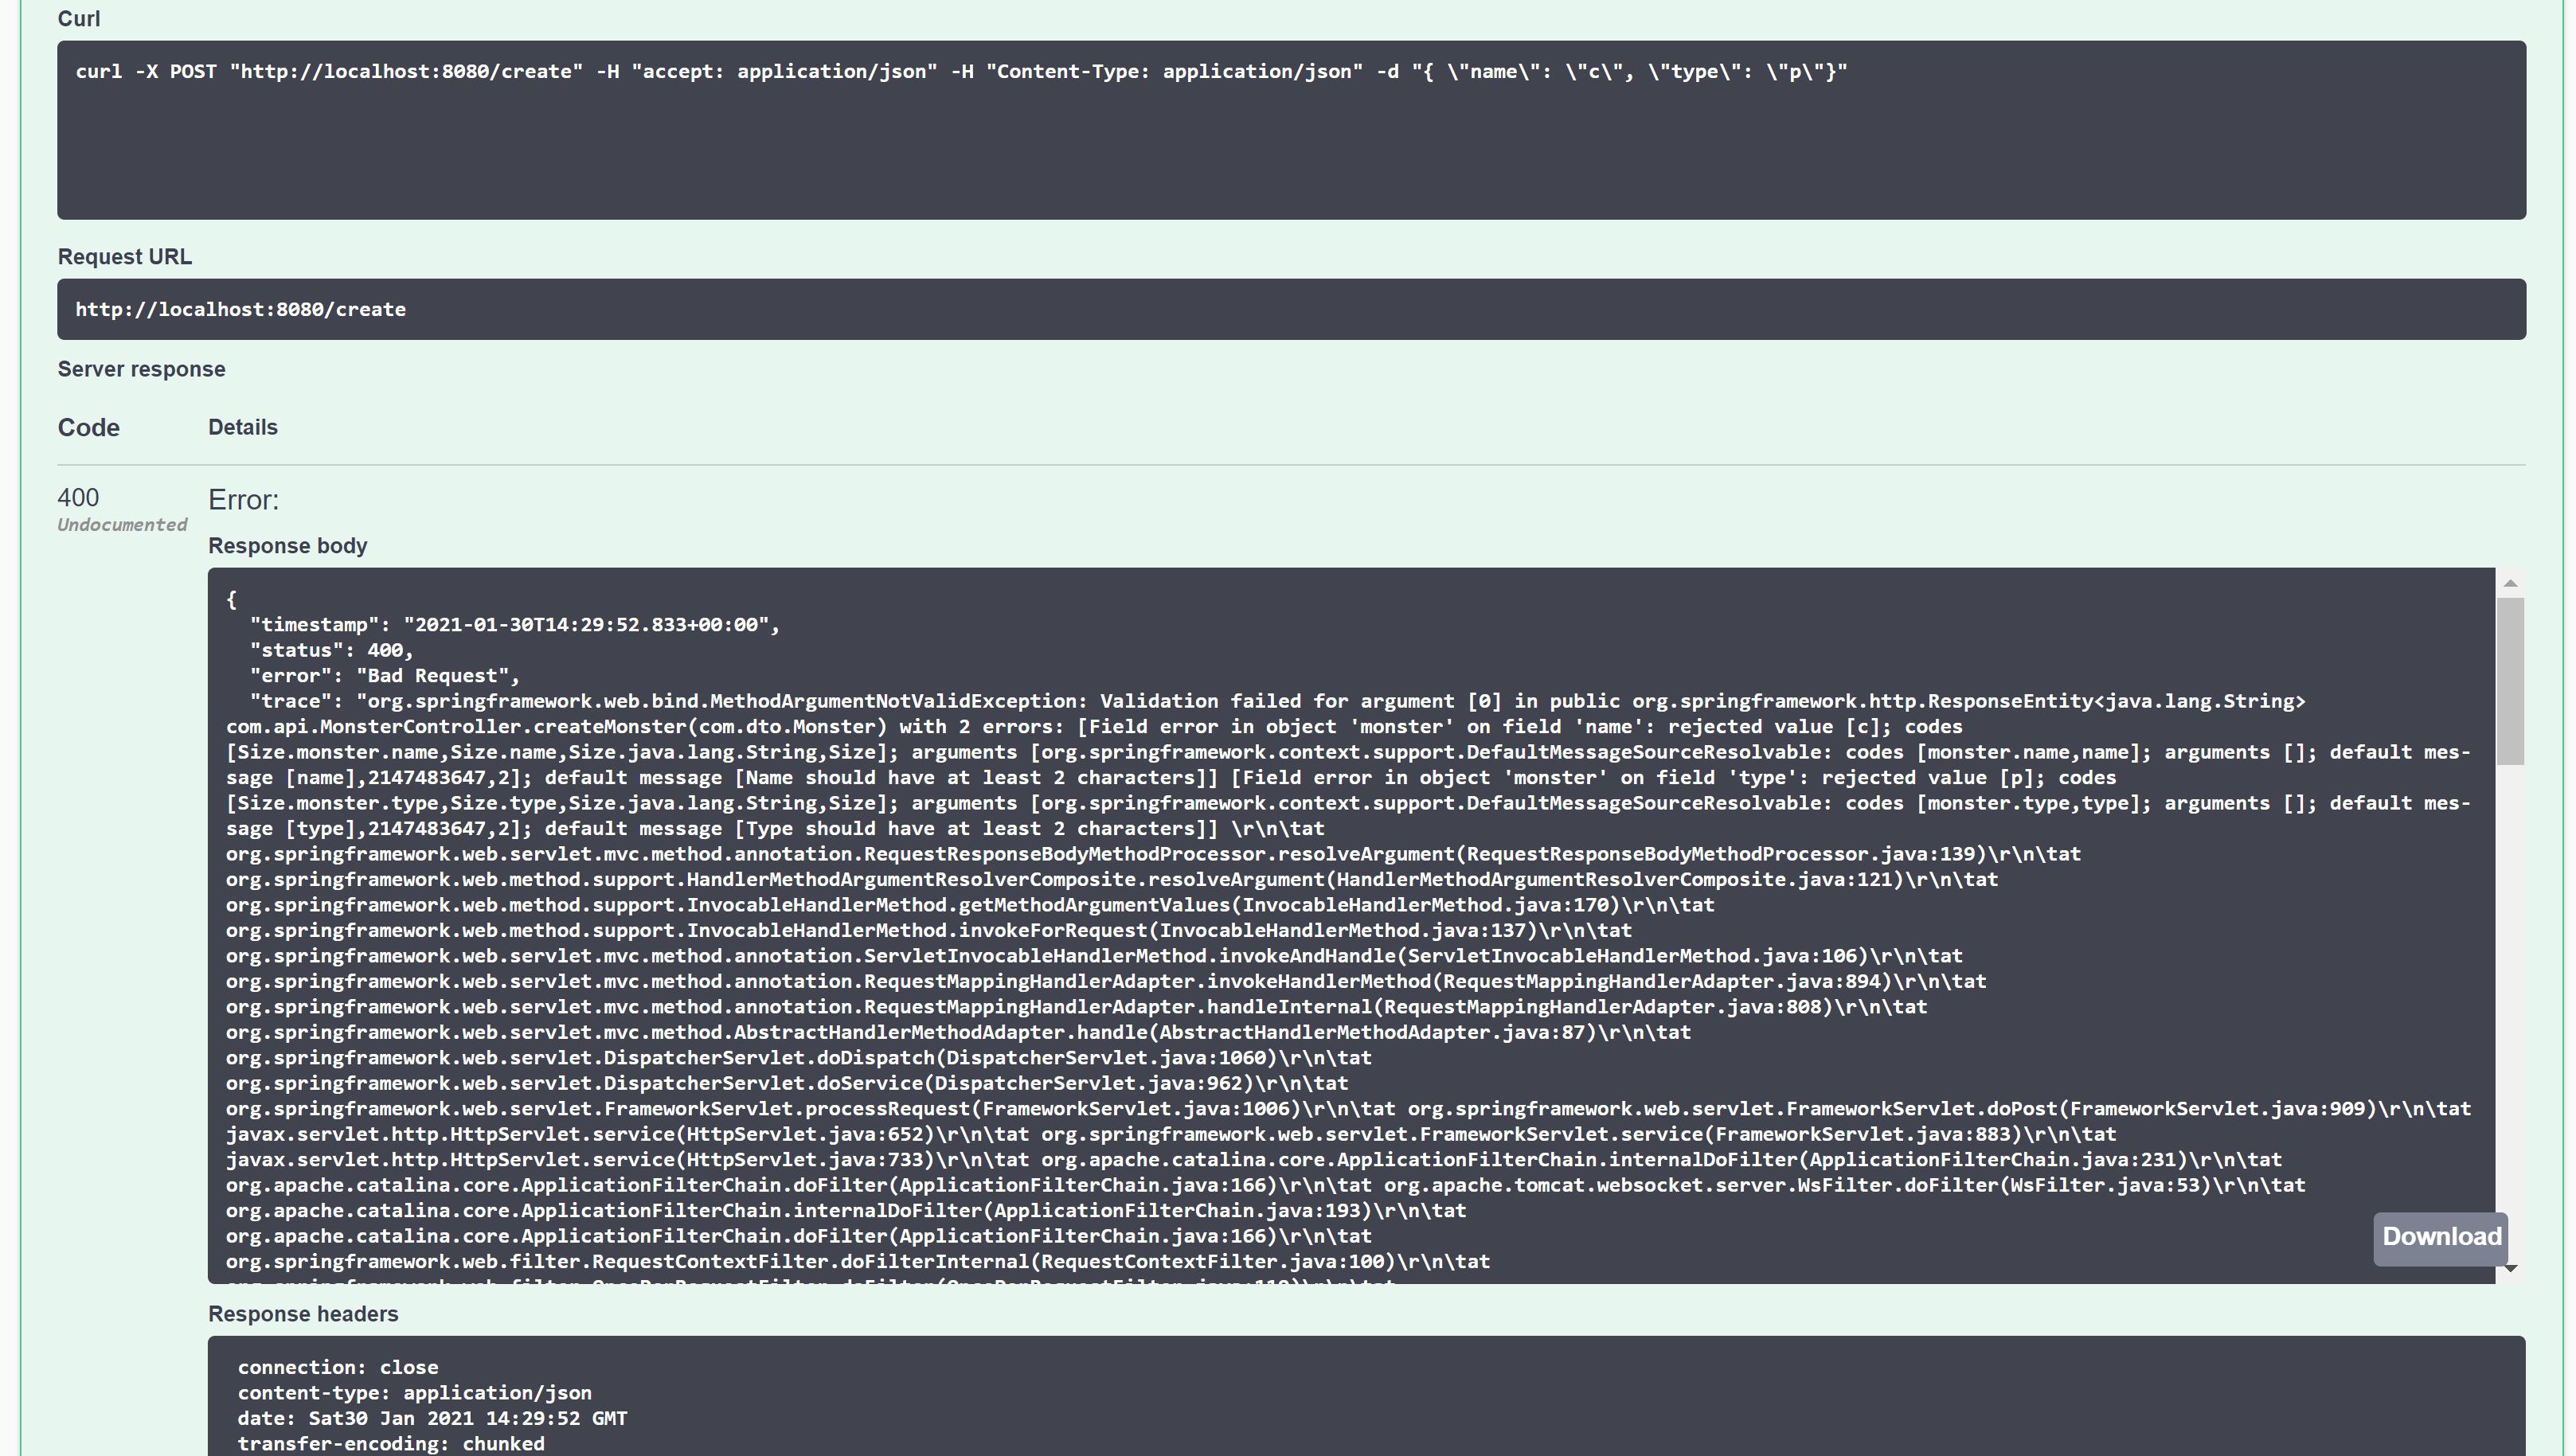 Curl
curl -X POST "http://localhost:8080/create" -H "accept: application/json" -H "Content-Type: application/json" -d "{ \"name\": \"c\", \"type\": \"p\"}"
Request URL
http://localhost:8080/create
Server response
Code Details
400 Error:
Undocumented
Response body
{
  "timestamp": "2021-01-30T14:29:52.833+00:00",
  "status": 400,
  "error": "Bad Request",
  "trace": "org.springframework.web.bind.MethodArgumentNotValidException: Validation failed for argument [0] in public org.springframework.http.ResponseEntity<java.lang.String>
com.api.MonsterController.createMonster(com.dto.Monster) with 2 errors: [Field error in object 'monster' on field 'name': rejected value [c]; codes
[Size.monster.name,Size.name,Size.java.lang.String,Size]; arguments [org.springframework.context.support.DefaultMessageSourceResolvable: codes [monster.name,name]; arguments []; default mes-
sage [name],2147483647,2]; default message [Name should have at least 2 characters]] [Field error in object 'monster' on field 'type': rejected value [p]; codes
[Size.monster.type,Size.type,Size.java.lang.String,Size]; arguments [org.springframework.context.support.DefaultMessageSourceResolvable: codes [monster.type,type]; arguments []; default mes-
sage [type],2147483647,2]; default message [Type should have at least 2 characters]] \r\n\tat
org.springframework.web.servlet.mvc.method.annotation.RequestResponseBodyMethodProcessor.resolveArgument(RequestResponseBodyMethodProcessor.java:139)\r\n\tat
org.springframework.web.method.support.HandlerMethodArgumentResolverComposite.resolveArgument(HandlerMethodArgumentResolverComposite.java:121)\r\n\tat
org.springframework.web.method.support.InvocableHandlerMethod.getMethodArgumentValues(InvocableHandlerMethod.java:170)\r\n\tat
org.springframework.web.method.support.InvocableHandlerMethod.invokeForRequest(InvocableHandlerMethod.java:137)\r\n\tat
org.springframework.web.servlet.mvc.method.annotation.ServletInvocableHandlerMethod.invokeAndHandle(ServletInvocableHandlerMethod.java:106)\r\n\tat
org.springframework.web.servlet.mvc.method.annotation.RequestMappingHandlerAdapter.invokeHandlerMethod(RequestMappingHandlerAdapter.java:894)\r\n\tat
org.springframework.web.servlet.mvc.method.annotation.RequestMappingHandlerAdapter.handleInternal(RequestMappingHandlerAdapter.java:808)\r\n\tat
org.springframework.web.servlet.mvc.method.AbstractHandlerMethodAdapter.handle(AbstractHandlerMethodAdapter.java:87)\r\n\tat
org.springframework.web.servlet.DispatcherServlet.doDispatch(DispatcherServlet.java:1060)\r\n\tat
org.springframework.web.servlet.DispatcherServlet.doService(DispatcherServlet.java:962)\r\n\tat
org.springframework.web.servlet.FrameworkServlet.processRequest(FrameworkServlet.java:1006)\r\n\tat org.springframework.web.servlet.FrameworkServlet.doPost(FrameworkServlet.java:909)\r\n\tat
javax.servlet.http.HttpServlet.service(HttpServlet.java:652)\r\n\tat org.springframework.web.servlet.FrameworkServlet.service(FrameworkServlet.java:883)\r\n\tat
javax.servlet.http.HttpServlet.service(HttpServlet.java:733)\r\n\tat org.apache.catalina.core.ApplicationFilterChain.internalDoFilter(ApplicationFilterChain.java:231)\r\n\tat
org.apache.catalina.core.ApplicationFilterChain.doFilter(ApplicationFilterChain.java:166)\r\n\tat org.apache.tomcat.websocket.server.WsFilter.doFilter(WsFilter.java:53)\r\n\tat
org.apache.catalina.core.ApplicationFilterChain.internalDoFilter(ApplicationFilterChain.java:193)\r\n\tat
org.apache.catalina.core.ApplicationFilterChain.doFilter(ApplicationFilterChain.java:166)\r\n\tat
org.springframework.web.filter.RequestContextFilter.doFilterInternal(RequestContextFilter.java:100)\r\n\tat
Download
Response headers
connection: close
content-type: application/json
date: Sat30 Jan 2021 14:29:52 GMT
transfer-encoding: chunked